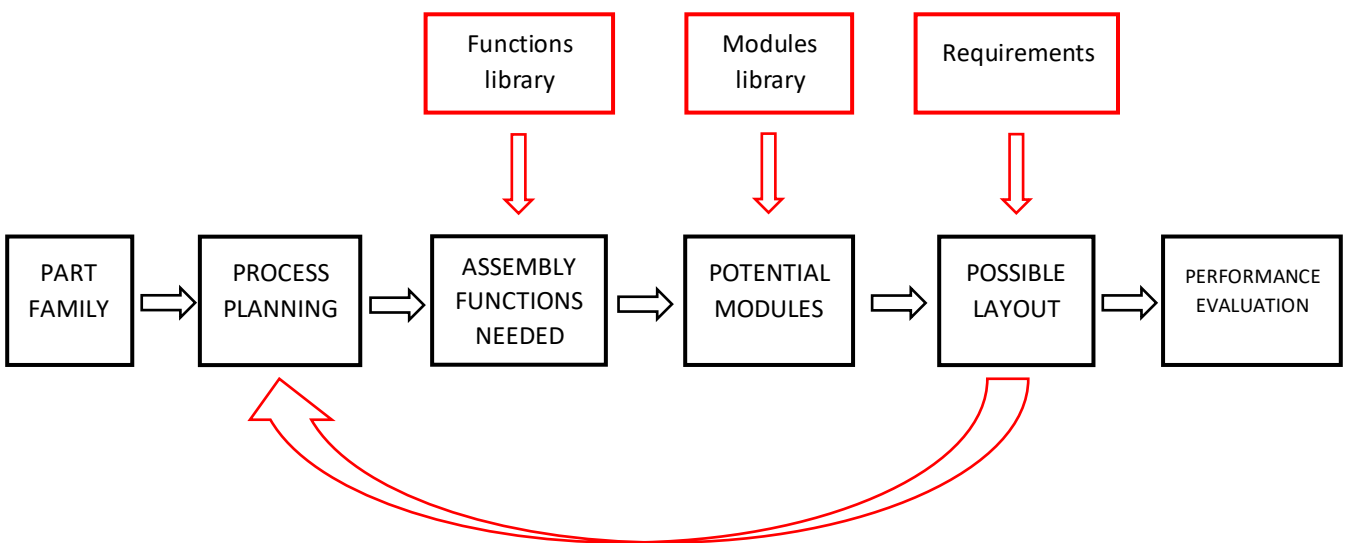 Functions
library
Modules
library
Requirements
PART
FAMILY
PROCESS
PLANNING
ASSEMBLY
FUNCTIONS
NEEDED
POTENTIAL
MODULES
POSSIBLE
LAYOUT
PERFORMANCE
EVALUATION